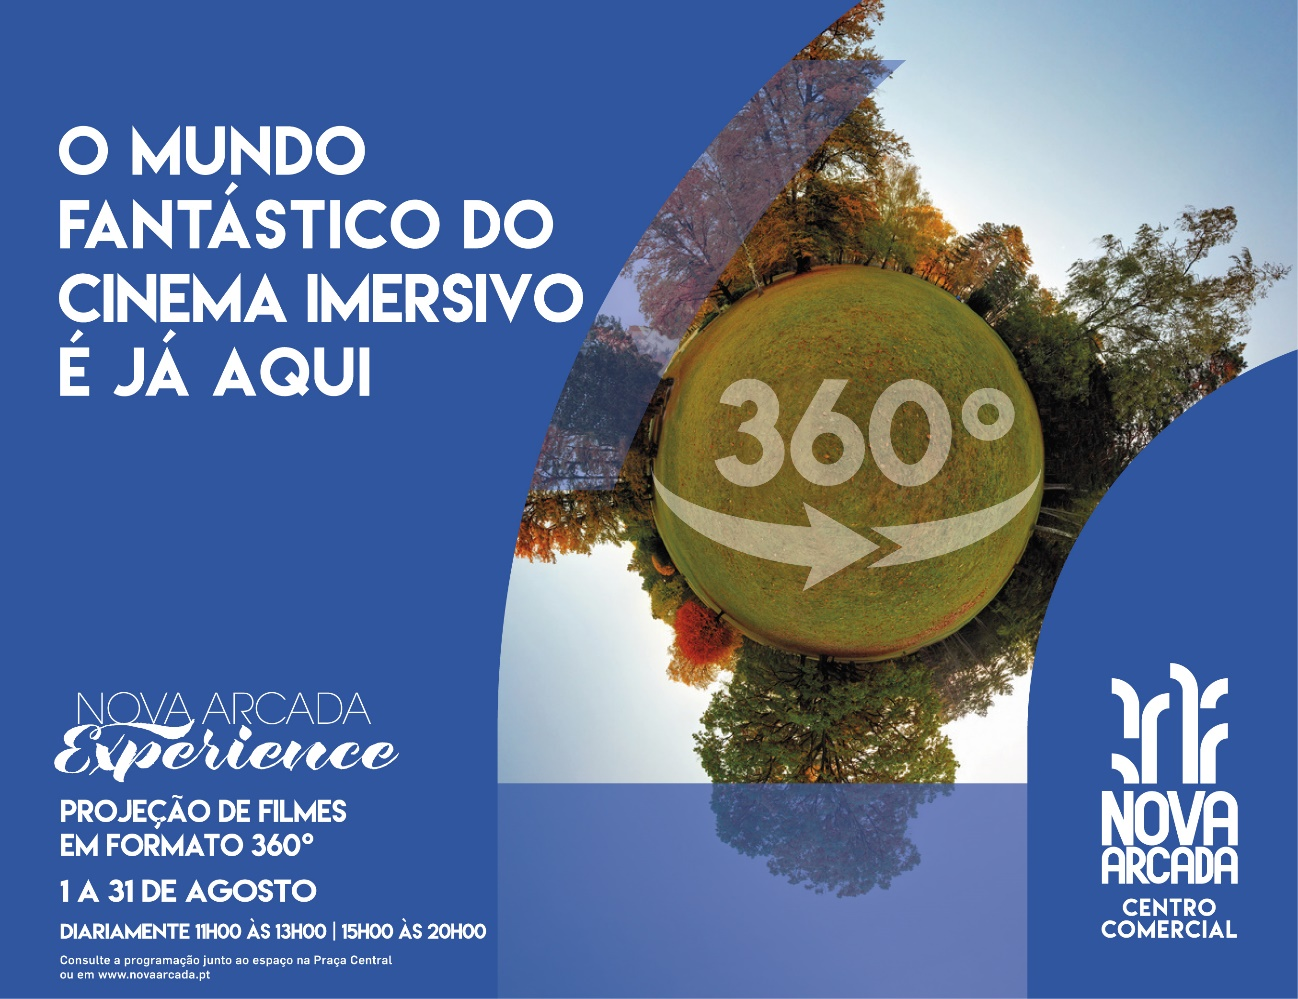 O MUNDO
FANTÁSTICO DO
CINEMA IMERSIVO
É JÁ AQUI
360º
NOVA ARCADA
Experience
PROJEÇÃO DE FILMES
EM FORMATO 360º
1 A 31 DE AGOSTO
DIARIAMENTE 11H00 ÀS 13H00 | 15H00 ÀS 20H00
Consulte a programação junto ao espaço na Praça Central
ou em www.novaarcada.pt
NOVA
ARCADA
CENTRO
COMERCIAL